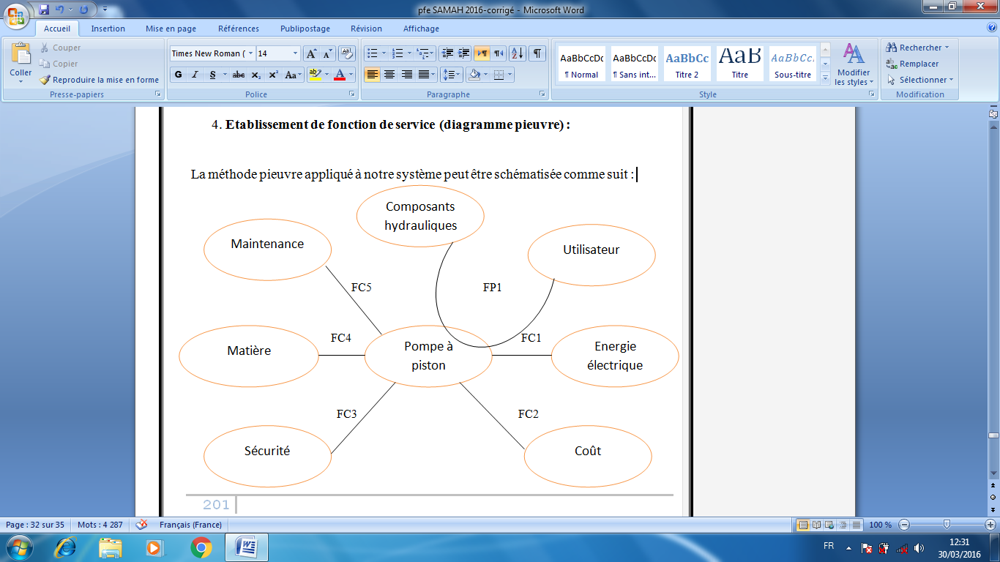 pfe SAMAH 2016-corrigé - Microsoft Word
Accueil Insertion Mise en page Références Publipostage Révision Affichage
Coller
Couper
Copier
Reproduire la mise en forme
Presse-papiers
Times New Roman ( 14
G I S abc X₂ X² Aa ab A
Police
Paragraphe
AaBbCcDc AaBbCcDc AaBbCc AaB AaBbCc.
¶ Normal ¶ Sans int... Titre 2 Titre Sous-titre
Modifier
les styles
Style
Rechercher
Remplacer
Sélectionner
Modification
4. Etablissement de fonction de service (diagramme pieuvre) :
La méthode pieuvre appliqué à notre système peut être schématisée comme suit :
Composants
hydrauliques
Maintenance
Utilisateur
FC5
FP1
FC4
FC1
Matière
Pompe à
piston
Energie
électrique
FC3
FC2
Sécurité
Coût
201
Page : 32 sur 35 Mots : 4 287 Français (France) 100 %
FR
12:31
30/03/2016